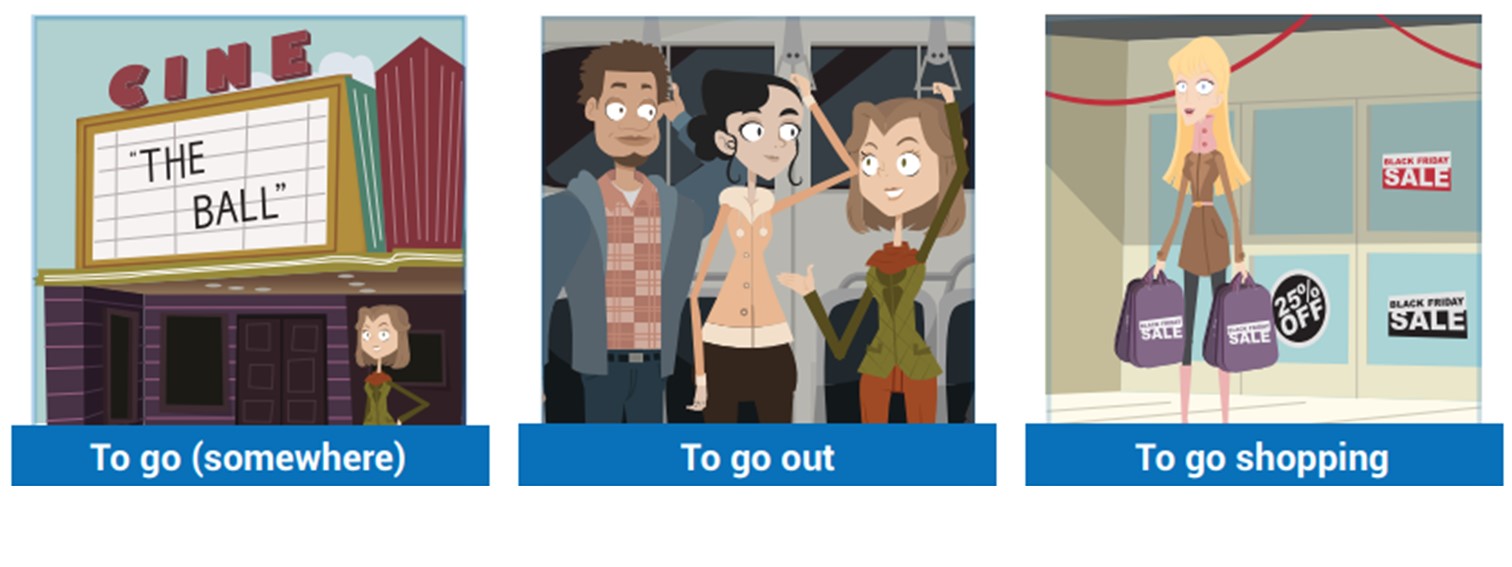 CINE
"THE
BALL"
To go (somewhere)
To go out
BLACK FRIDAY
SALE
25%
OFF
BLACK FRIDAY
SALE
BLACK FRIDAY
SALE
BLACK FRIDAY
SALE
To go shopping